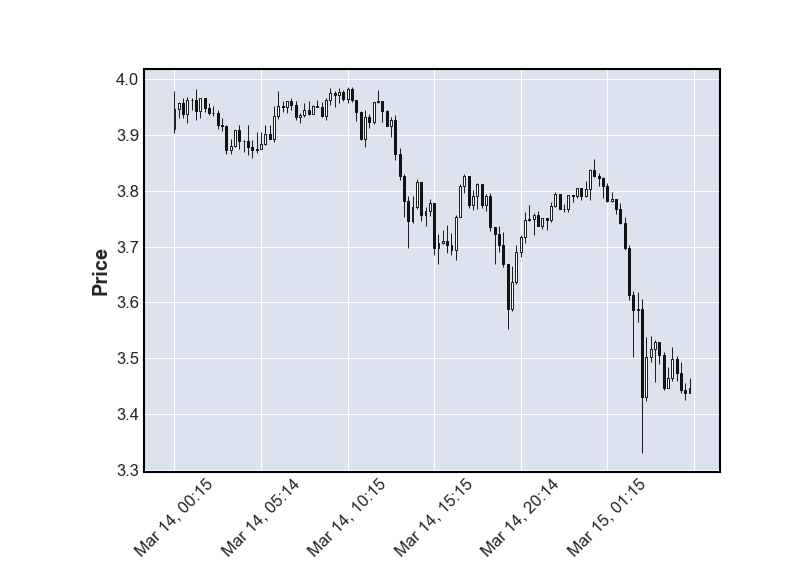 4.0
3.9
3.8
3.7
3.6
3.5
3.4
3.3
Price
Mar 14, 00:15
Mar 14, 05:14
Mar 14, 10:15
Mar 14, 15:15
Mar 14, 20:14
Mar 15, 01:15